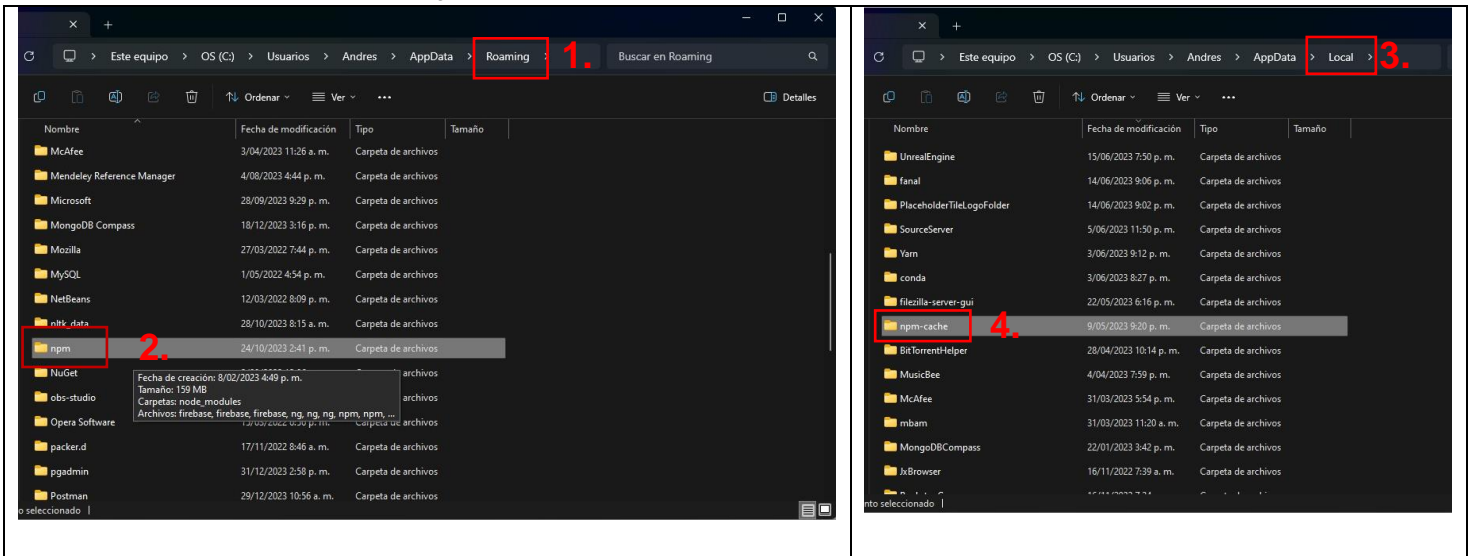 Este equipo > OS (C:) > Usuarios > Andres > AppData > Roaming > 1. Buscar en Roaming
Ordenar Ver ... Detalles
Nombre Fecha de modificación Tipo Tamaño
McAfee 3/04/2023 11:26 a. m. Carpeta de archivos
Mendeley Reference Manager 4/08/2023 4:44 p. m. Carpeta de archivos
Microsoft 28/09/2023 9:29 p. m. Carpeta de archivos
MongoDB Compass 18/12/2023 3:16 p. m. Carpeta de archivos
Mozilla 27/03/2022 7:44 p. m. Carpeta de archivos
MySQL 1/05/2022 4:54 p. m. Carpeta de archivos
NetBeans 12/03/2022 8:09 p. m. Carpeta de archivos
nltk_data 28/10/2023 8:15 a. m. Carpeta de archivos
npm 2. 24/10/2023 2:41 p. m. Carpeta de archivos
NuGet archivos
Fecha de creación: 8/02/2023 4:49 p. m.
Tamaño: 159 MB
obs-studio archivos
Carpetas: node_modules
Archivos: firebase, firebase, firebase, ng, ng, ng, npm, npm, ...
Opera Software archivos
packer.d 17/11/2022 8:46 a. m. Carpeta de archivos
pgadmin 31/12/2023 2:58 p. m. Carpeta de archivos
Postman 29/12/2023 10:56 a. m. Carpeta de archivos
o seleccionado
Este equipo > OS (C:) > Usuarios > Andres > AppData > Local > 3.
Ordenar Ver ...
Nombre Fecha de modificación Tipo Tamaño
UnrealEngine 15/06/2023 7:50 p. m. Carpeta de archivos
fanal 14/06/2023 9:06 p. m. Carpeta de archivos
PlaceholderTileLogoFolder 14/06/2023 9:02 p. m. Carpeta de archivos
SourceServer 5/06/2023 11:50 p. m. Carpeta de archivos
Yarn 3/06/2023 9:12 p. m. Carpeta de archivos
conda 3/06/2023 8:27 p. m. Carpeta de archivos
filezilla-server-gui 22/05/2023 6:16 p. m. Carpeta de archivos
npm-cache 4. 9/05/2023 9:20 p. m. Carpeta de archivos
BitTorrentHelper 28/04/2023 10:14 p. m. Carpeta de archivos
MusicBee 4/04/2023 7:59 p. m. Carpeta de archivos
McAfee 31/03/2023 5:54 p. m. Carpeta de archivos
mbam 31/03/2023 11:20 a. m. Carpeta de archivos
MongoDBCompass 22/01/2023 3:42 p. m. Carpeta de archivos
JxBrowser 16/11/2022 7:39 a. m. Carpeta de archivos
nto seleccionado